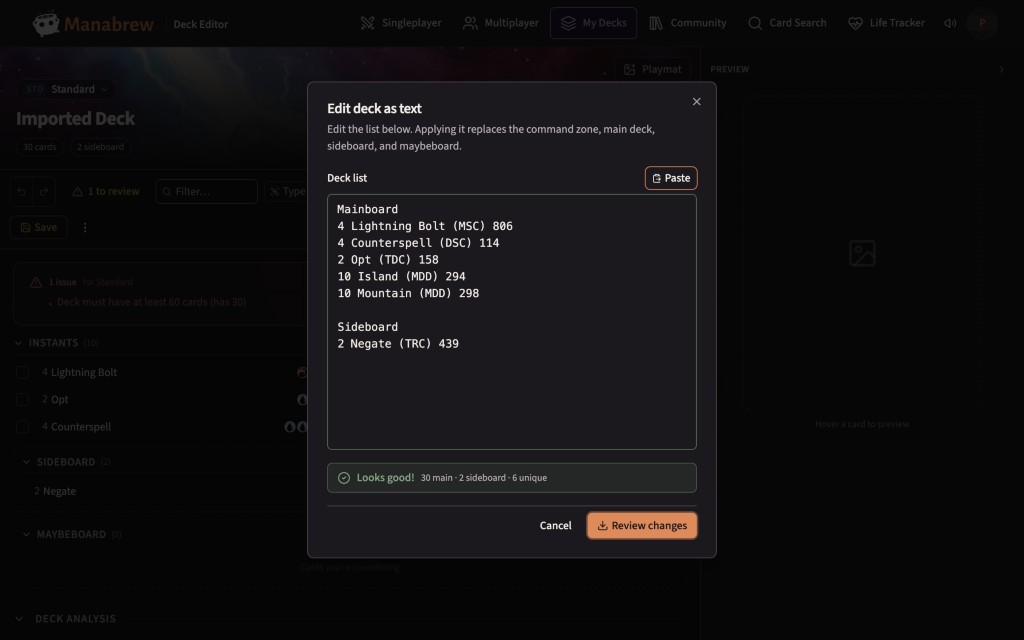 Manabrew
Deck Editor
Singleplayer
Multiplayer
My Decks
Community
Card Search
Life Tracker
P
Playmat
PREVIEW
STD Standard
Imported Deck
30 cards
2 sideboard
1 to review
Filter...
Type
Save
1 issue for Standard
Deck must have at least 60 cards (has 30)
INSTANTS (10)
4 Lightning Bolt
2 Opt
4 Counterspell
SIDEBOARD (2)
2 Negate
MAYBEBOARD (0)
Cards you're considering
DECK ANALYSIS
Edit deck as text
Edit the list below. Applying it replaces the command zone, main deck,
sideboard, and maybeboard.
Deck list
Paste
Mainboard
4 Lightning Bolt (MSC) 806
4 Counterspell (DSC) 114
2 Opt (TDC) 158
10 Island (MDD) 294
10 Mountain (MDD) 298
Sideboard
2 Negate (TRC) 439
Looks good! 30 main · 2 sideboard · 6 unique
Cancel
Review changes
Hover a card to preview